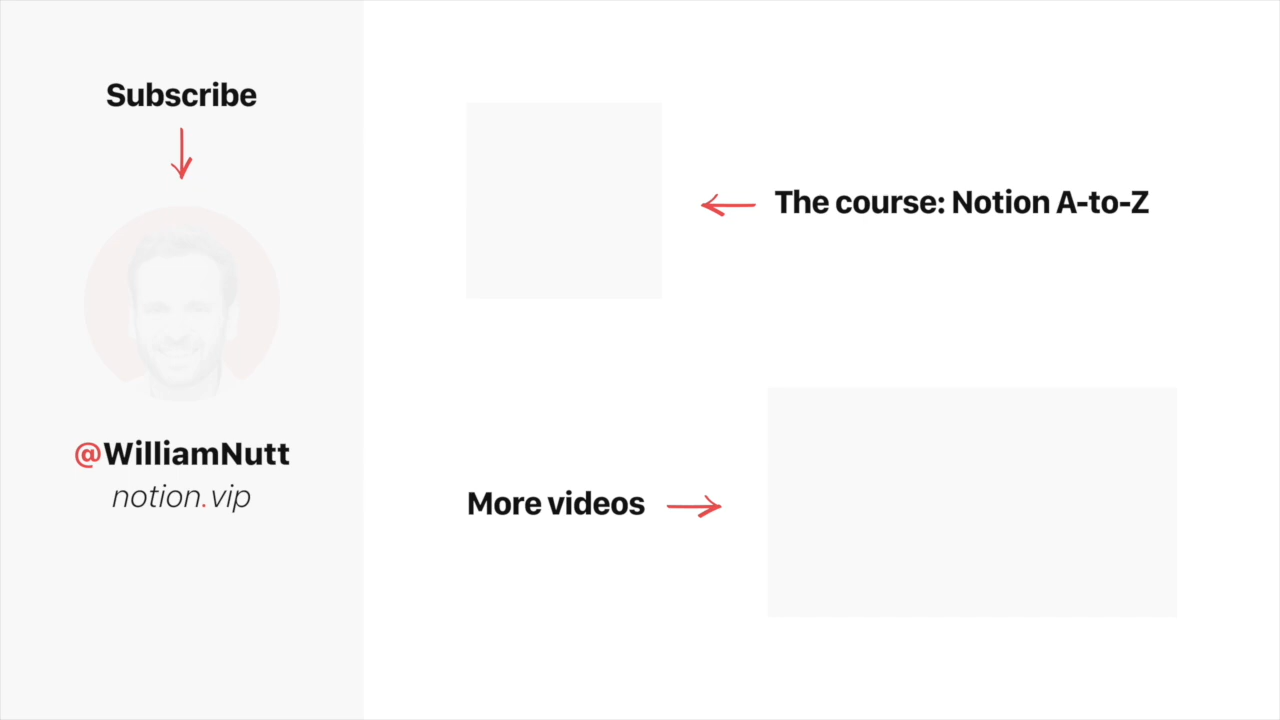 Subscribe
@WilliamNutt
notion.vip
The course: Notion A-to-Z
More videos